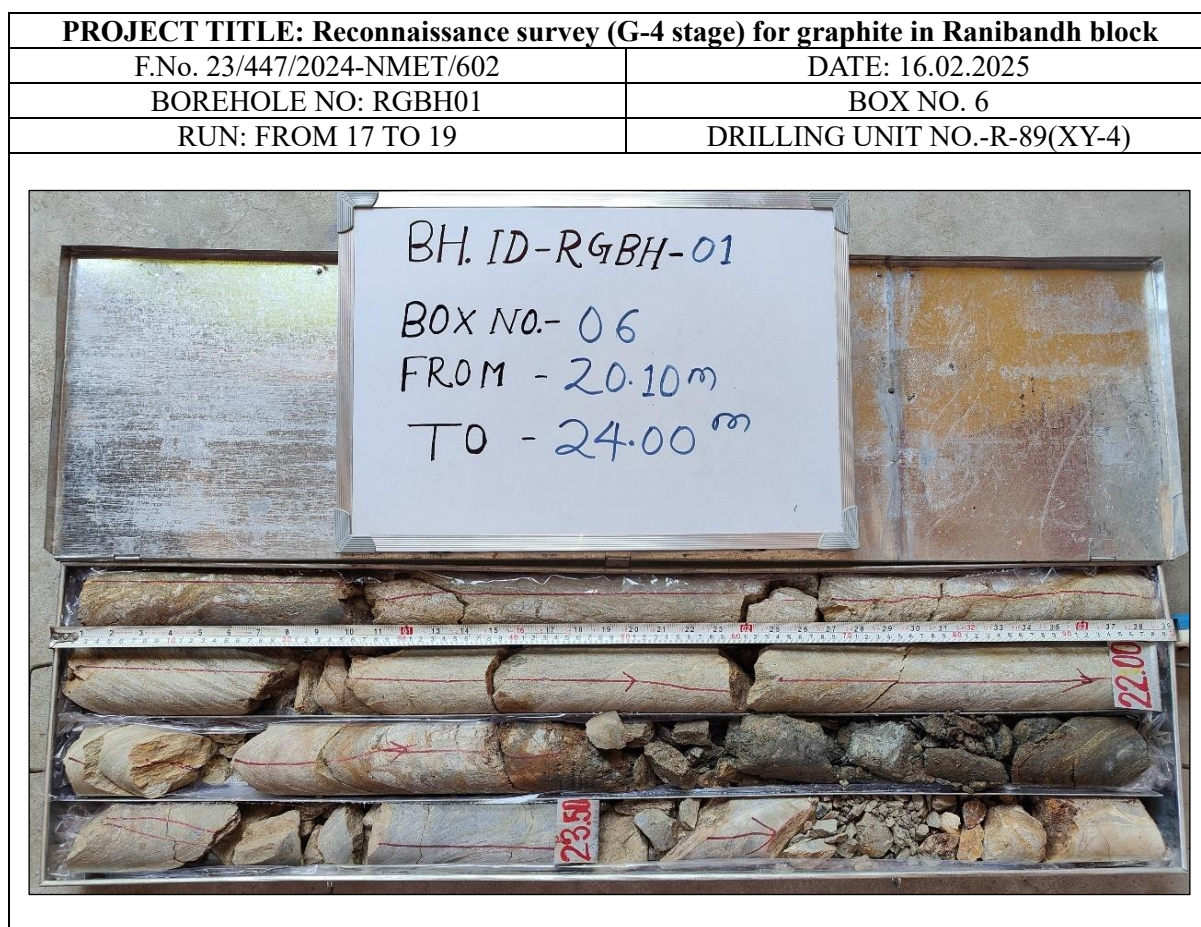 PROJECT TITLE: Reconnaissance survey (G-4 stage) for graphite in Ranibandh block
F.No. 23/447/2024-NMET/602
DATE: 16.02.2025
BOREHOLE NO: RGBH01
BOX NO. 6
RUN: FROM 17 TO 19
DRILLING UNIT NO.-R-89(XY-4)
BH. ID-RGBH-01
BOX NO.- 06
FROM - 20.10m
TO - 24.00 m
22.00
23.50